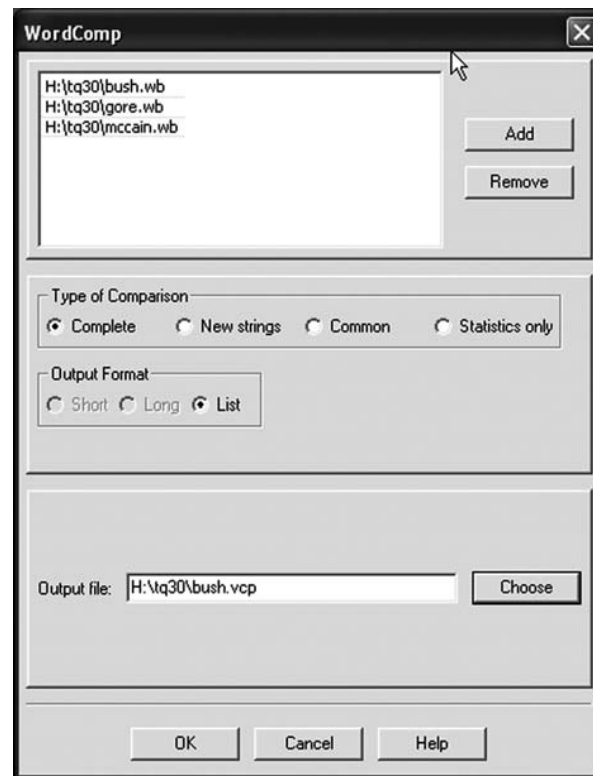 WordComp
H:\tq30\bush.wb
H:\tq30\gore.wb
H:\tq30\mccain.wb
Add
Remove
Type of Comparison
Complete New strings Common Statistics only
Output Format
Short Long List
Output file: H:\tq30\bush.vcp Choose
OK Cancel Help